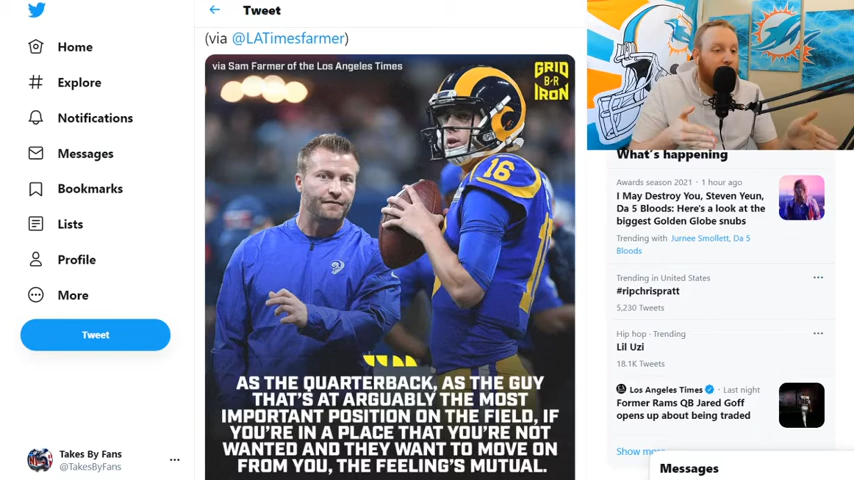 Tweet
(via @LATimesfarmer)
via Sam Farmer of the Los Angeles Times
GRID
B·R
IRON
16
AS THE QUARTERBACK, AS THE GUY
THAT'S AT ARGUABLY THE MOST
IMPORTANT POSITION ON THE FIELD, IF
YOU'RE IN A PLACE THAT YOU'RE NOT
WANTED AND THEY WANT TO MOVE ON
FROM YOU, THE FEELING'S MUTUAL.
Home
Explore
Notifications
Messages
Bookmarks
Lists
Profile
More
Tweet
Takes By Fans
@TakesByFans
What's happening
Awards season 2021 · 1 hour ago
I May Destroy You, Steven Yeun,
Da 5 Bloods: Here's a look at the
biggest Golden Globe snubs
Trending with Jurnee Smollett, Da 5
Bloods
Trending in United States
#ripchrispratt
5,230 Tweets
Hip hop · Trending
Lil Uzi
18.1K Tweets
Los Angeles Times · Last night
Former Rams QB Jared Goff
opens up about being traded
Show more
Messages